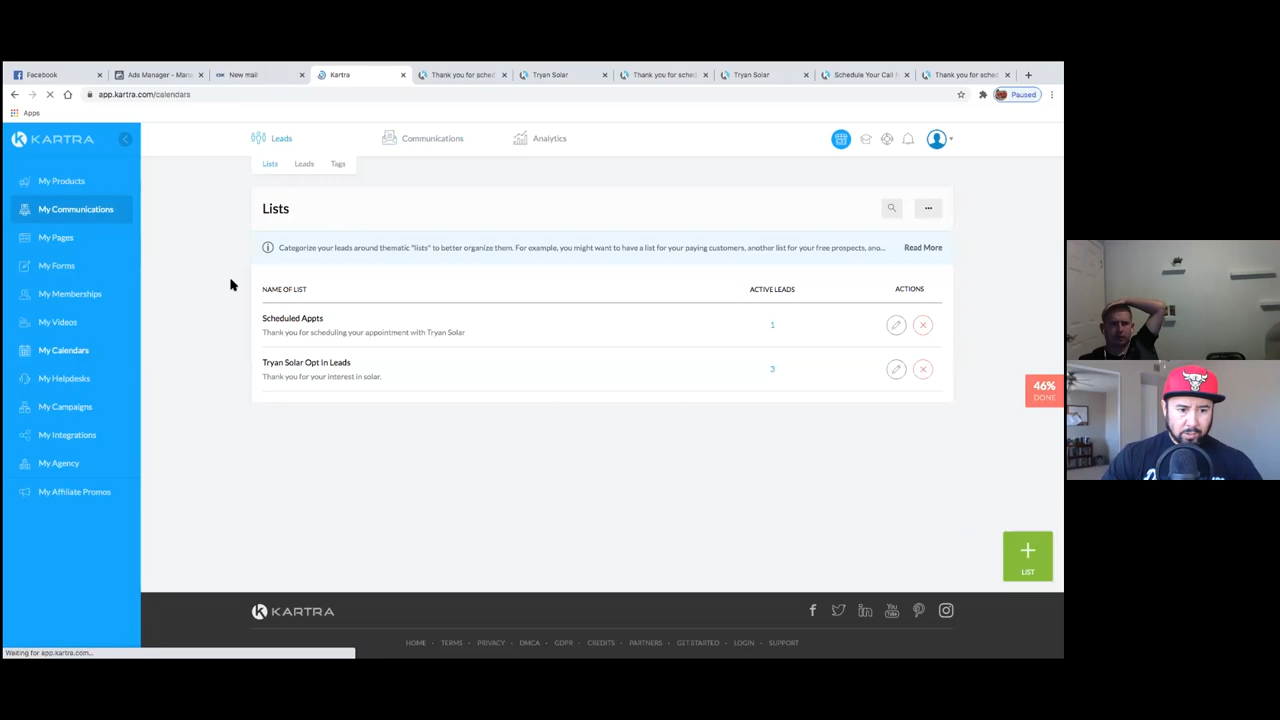 Facebook
Ads Manager - Mana
New mail
Kartra
Thank you for sched
Tryan Solar
Thank you for sched
Tryan Solar
Schedule Your Call
Thank you for sched
app.kartra.com/calendars
Paused
Apps
KARTRA
Leads
Communications
Analytics
Lists
Leads
Tags
My Products
My Communications
My Pages
My Forms
My Memberships
My Videos
My Calendars
My Helpdesks
My Campaigns
My Integrations
My Agency
My Affiliate Promos
Lists
Categorize your leads around thematic "lists" to better organize them. For example, you might want to have a list for your paying customers, another list for your free prospects, ano...
Read More
NAME OF LIST
ACTIVE LEADS
ACTIONS
Scheduled Appts
Thank you for scheduling your appointment with Tryan Solar
1
Tryan Solar Opt in Leads
Thank you for your interest in solar.
3
46%
DONE
LIST
KARTRA
HOME · TERMS · PRIVACY · DMCA · GDPR · CREDITS · PARTNERS · GET STARTED · LOGIN · SUPPORT
Waiting for app.kartra.com...